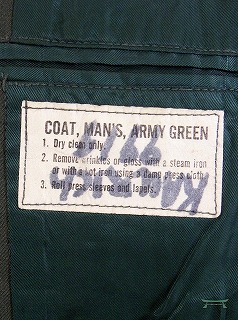 COAT, MAN'S, ARMY GREEN
1. Dry clean only.
2. Remove wrinkles or gloss with a steam iron
or with a hot iron using a damp press cloth.
3. Roll press sleeves and lapels.